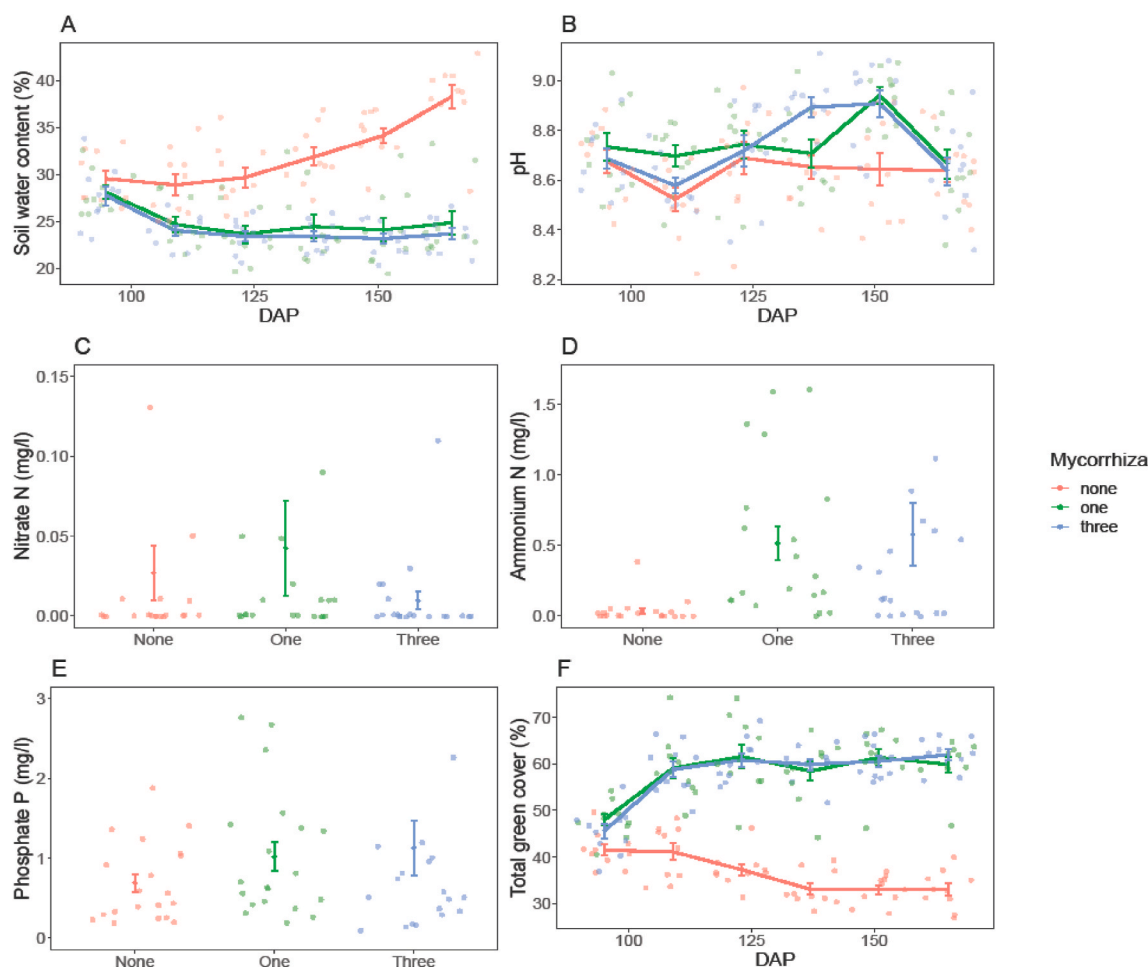 A
B
Soil water content (%)
40
35
30
25
20
100
125
150
DAP
pH
9.0
8.8
8.6
8.4
8.2
100
125
150
DAP
C
D
Nitrate N (mg/l)
0.15
0.10
0.05
0.00
None
One
Three
Ammonium N (mg/l)
1.5
1.0
0.5
0.0
None
One
Three
Mycorrhiza
none
one
three
E
F
Phosphate P (mg/l)
3
2
1
0
None
One
Three
Total green cover (%)
70
60
50
40
30
100
125
150
DAP